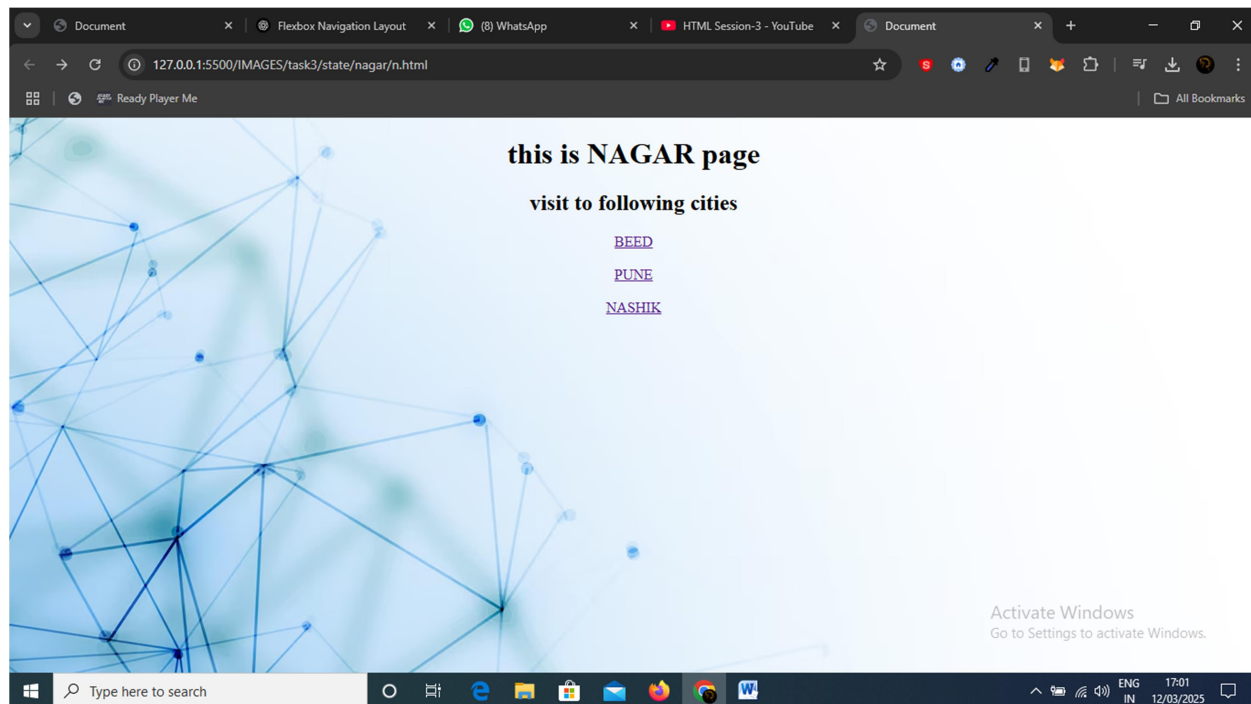 Document
Flexbox Navigation Layout
(8) WhatsApp
HTML Session-3 - YouTube
Document
127.0.0.1:5500/IMAGES/task3/state/nagar/n.html
Ready Player Me
All Bookmarks
this is NAGAR page
visit to following cities
BEED
PUNE
NASHIK
Activate Windows
Go to Settings to activate Windows.
Type here to search
ENG
IN
17:01
12/03/2025